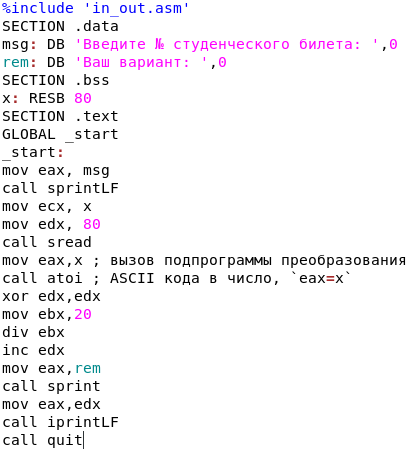 %include 'in_out.asm'
SECTION .data
msg: DB 'Введите № студенческого билета: ',0
rem: DB 'Ваш вариант: ',0
SECTION .bss
x: RESB 80
SECTION .text
GLOBAL _start
_start:
mov eax, msg
call sprintLF
mov ecx, x
mov edx, 80
call sread
mov eax,x ; вызов подпрограммы преобразования
call atoi ; ASCII кода в число, `eax=x`
xor edx,edx
mov ebx,20
div ebx
inc edx
mov eax,rem
call sprint
mov eax,edx
call iprintLF
call quit